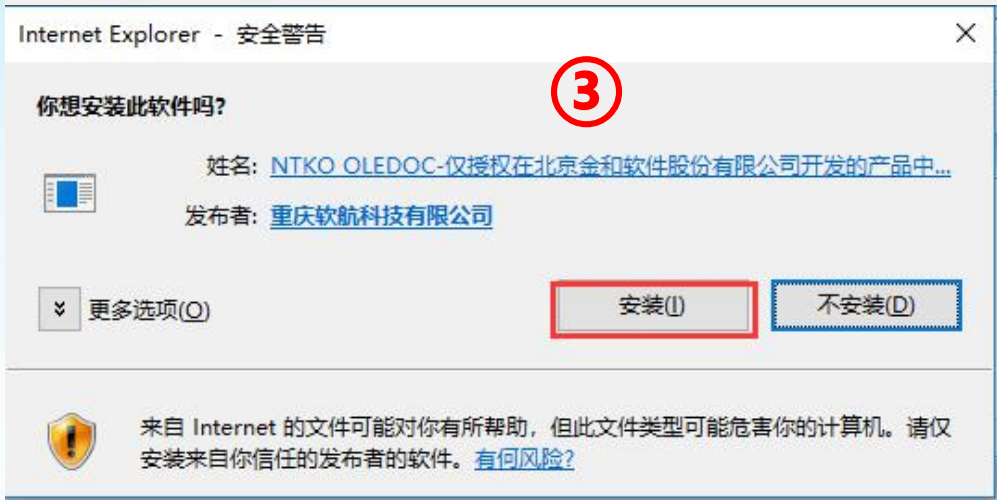 Internet Explorer - 安全警告
③
你想安装此软件吗?
姓名: NTKO OLEDOC-仅授权在北京金和软件股份有限公司开发的产品中...
发布者: 重庆软航科技有限公司
更多选项(O)
安装(I)
不安装(D)
来自 Internet 的文件可能对你有所帮助，但此文件类型可能危害你的计算机。请仅
安装来自你信任的发布者的软件。有何风险?